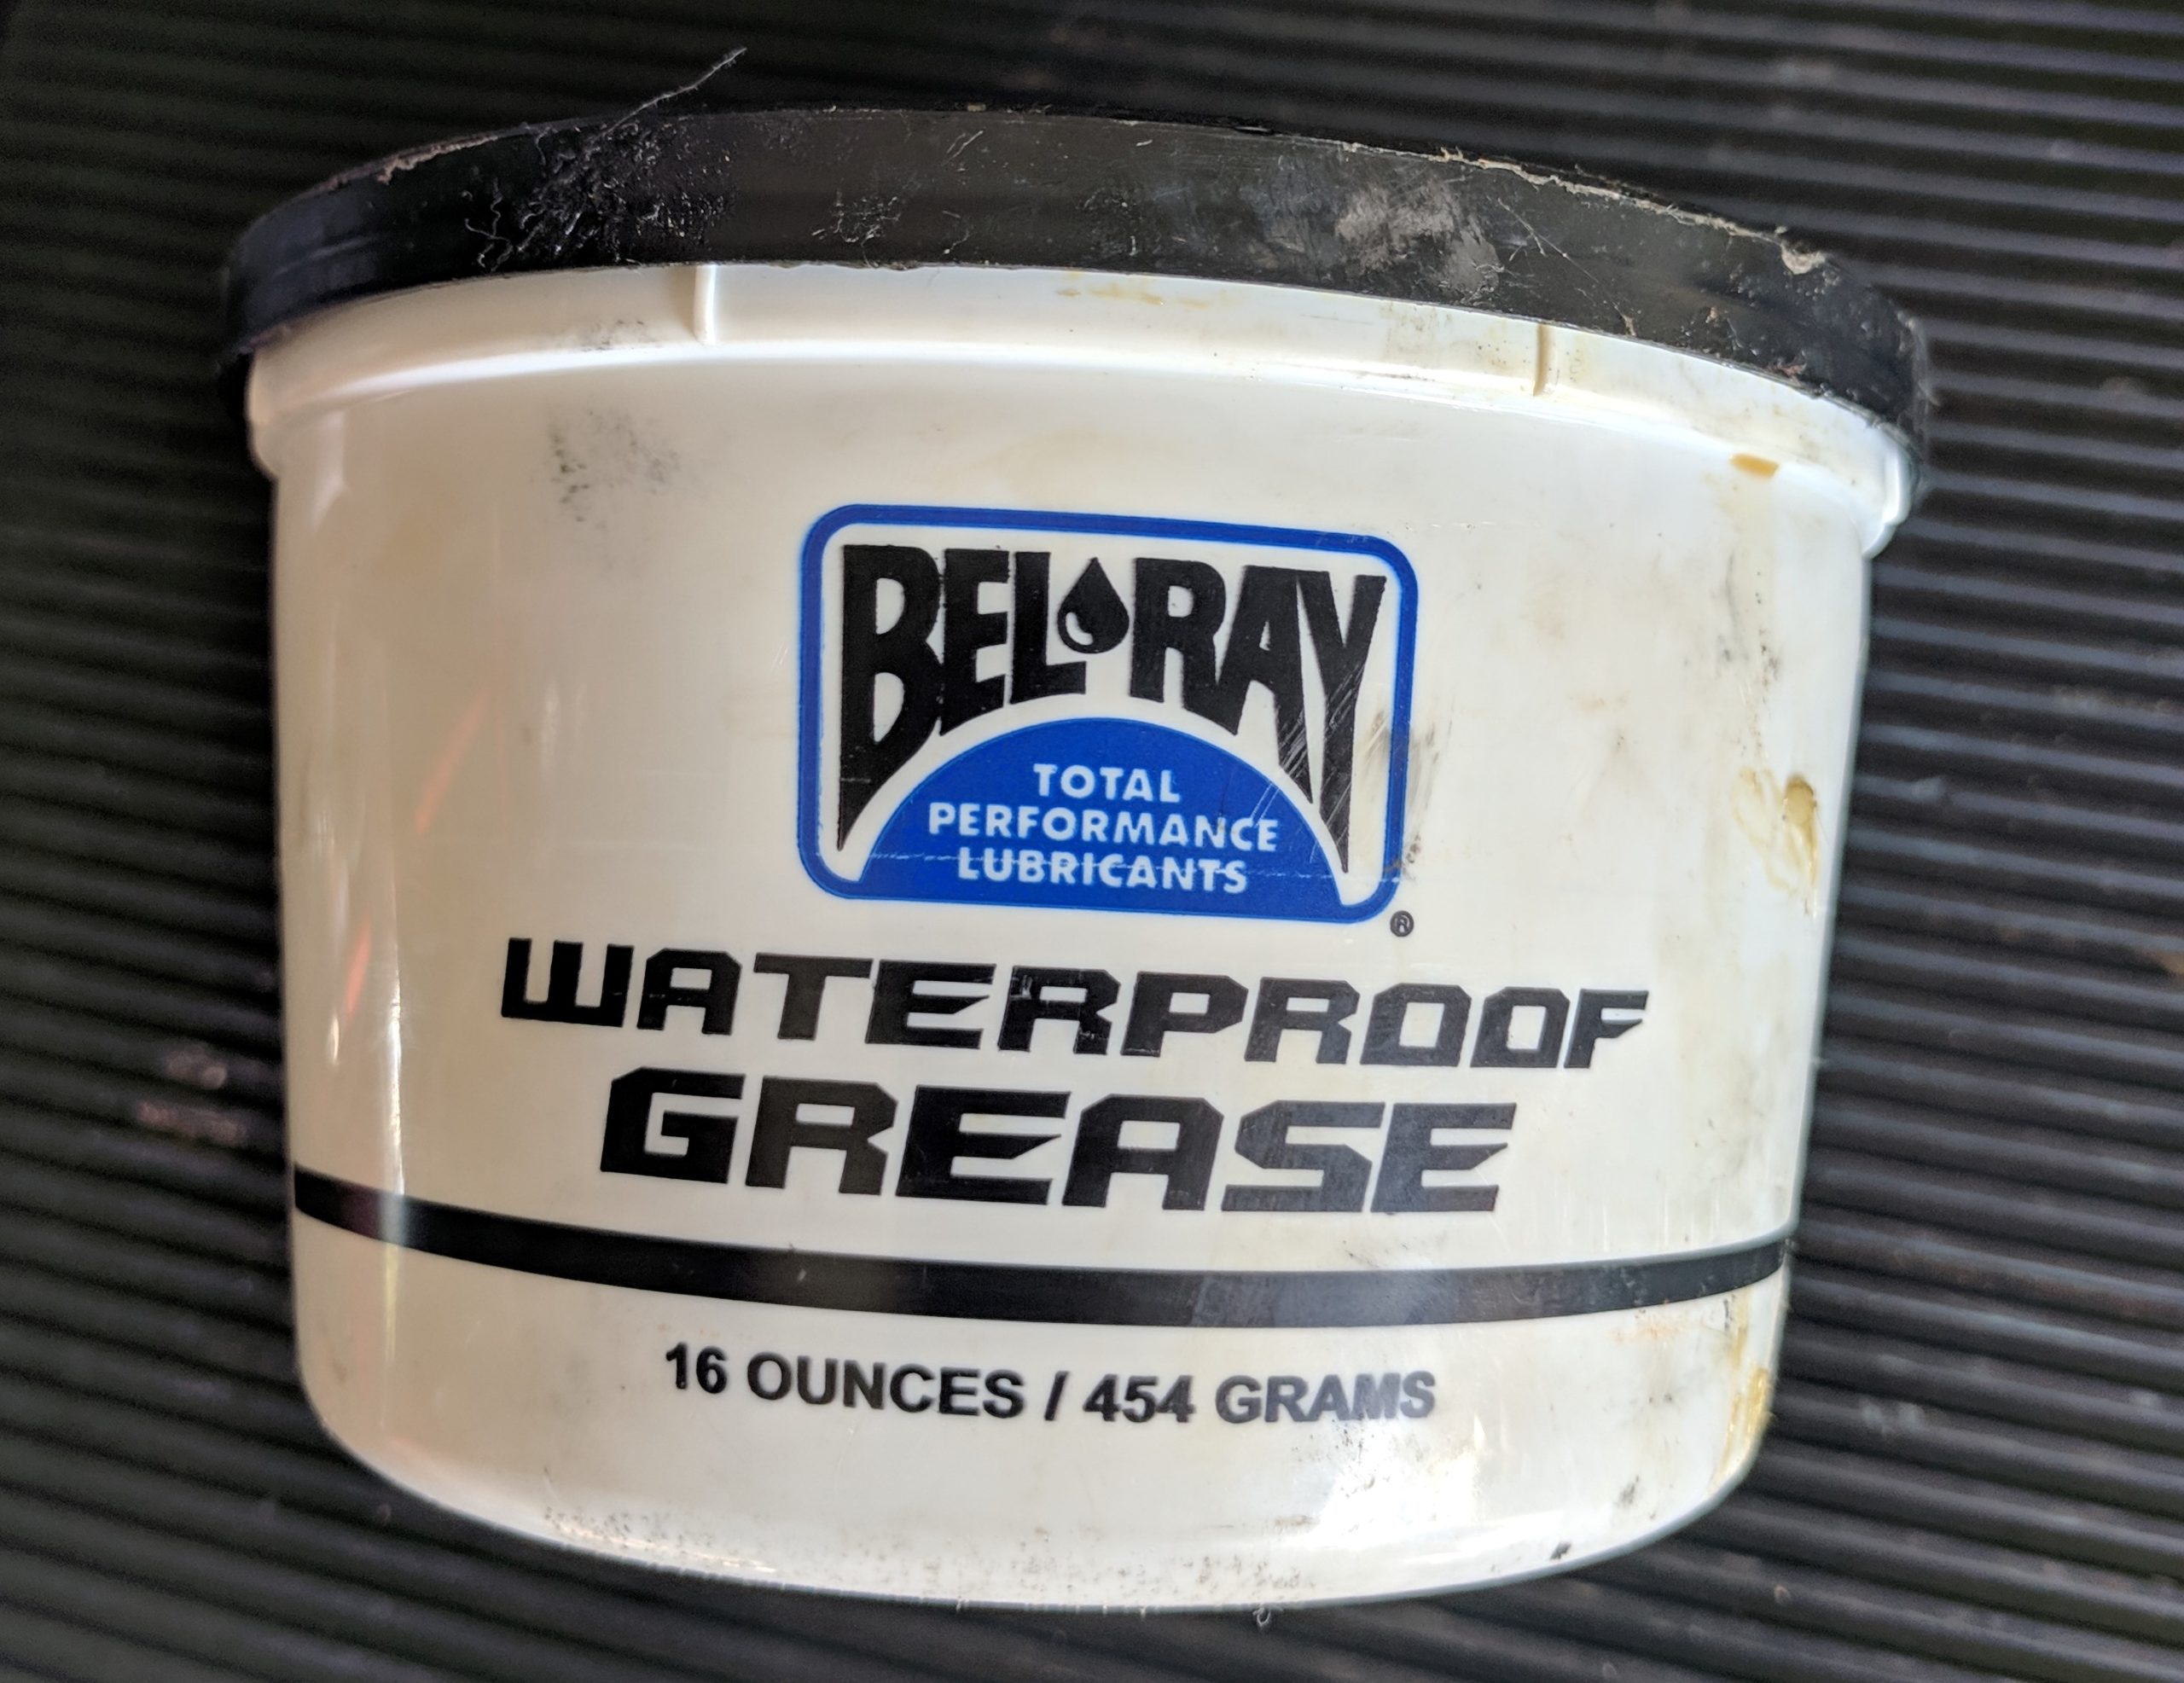 BEL RAY
TOTAL
PERFORMANCE
LUBRICANTS
®
WATERPROOF
GREASE
16 OUNCES / 454 GRAMS